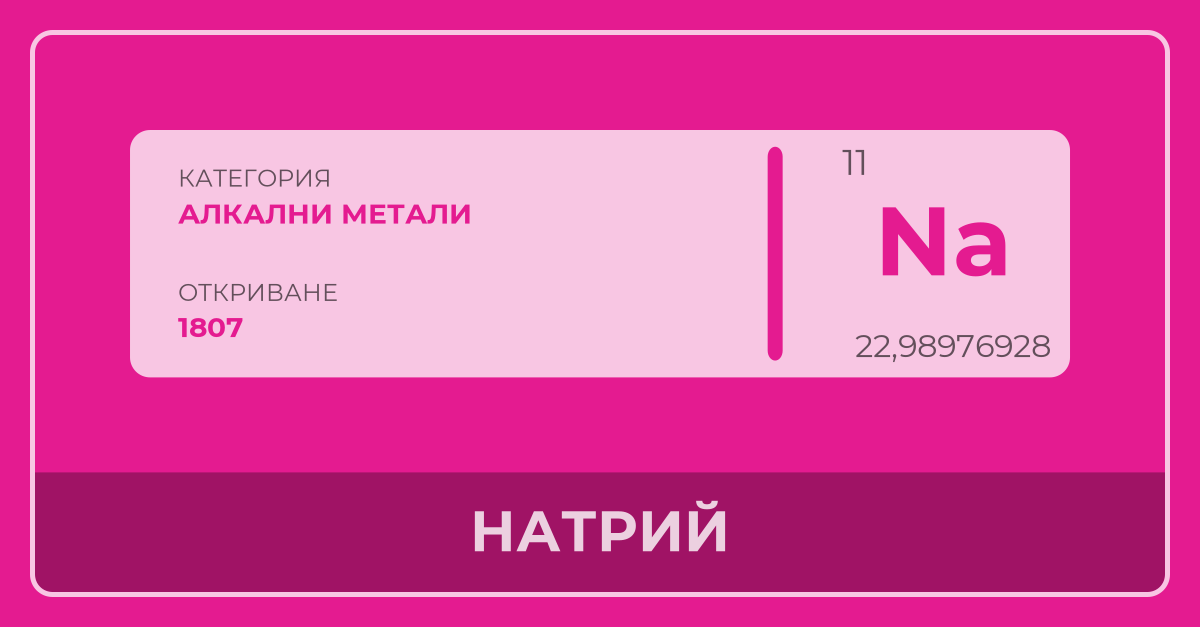 КАТЕГОРИЯ
АЛКАЛНИ МЕТАЛИ
ОТКРИВАНЕ
1807
11
Na
22,98976928
НАТРИЙ